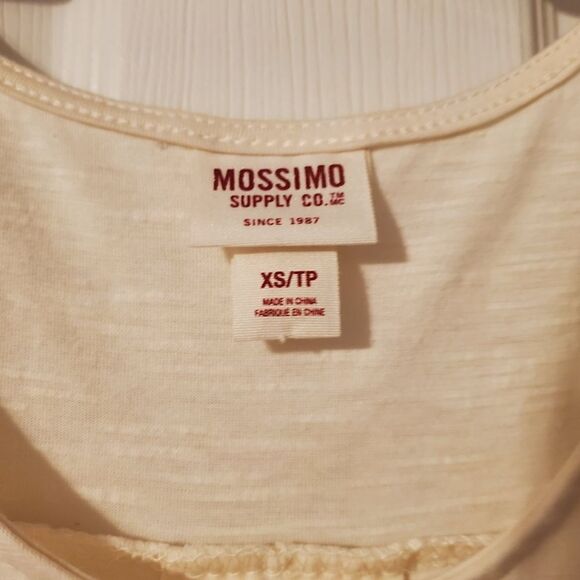 MOSSIMO
SUPPLY CO.™ MC
SINCE 1987
XS/TP
MADE IN CHINA
FABRIQUÉ EN CHINE